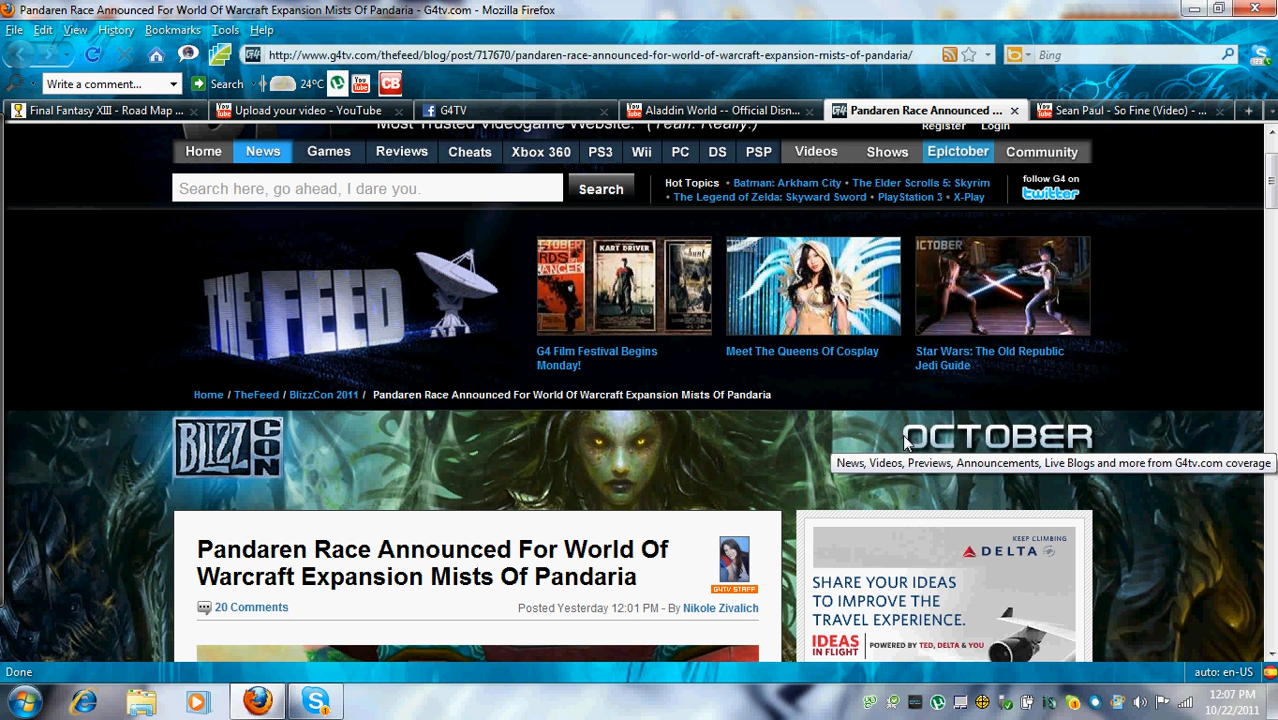 Pandaren Race Announced For World Of Warcraft Expansion Mists Of Pandaria - G4tv.com - Mozilla Firefox
File Edit View History Bookmarks Tools Help
http://www.g4tv.com/thefeed/blog/post/717670/pandaren-race-announced-for-world-of-warcraft-expansion-mists-of-pandaria/
Bing
Write a comment...
Search
24°C
You Tube
CB
Final Fantasy XIII - Road Map ...
Upload your video - YouTube
G4TV
Aladdin World -- Official Disn...
Pandaren Race Announced ...
Sean Paul - So Fine (Video) - ...
Most Trusted Videogame Website.* (*Yeah. Really.)
Register Login
Home News Games Reviews Cheats Xbox 360 PS3 Wii PC DS PSP Videos Shows Epictober Community
Search here, go ahead, I dare you.
Search
Hot Topics • Batman: Arkham City • The Elder Scrolls 5: Skyrim
• The Legend of Zelda: Skyward Sword • PlayStation 3 • X-Play
follow G4 on
twitter
THE FEED
KART DRIVER
G4 Film Festival Begins
Monday!
Meet The Queens Of Cosplay
Star Wars: The Old Republic
Jedi Guide
Home / TheFeed / BlizzCon 2011 / Pandaren Race Announced For World Of Warcraft Expansion Mists Of Pandaria
BLIZZ
CON
OCTOBER
News, Videos, Previews, Announcements, Live Blogs and more from G4tv.com coverage
Pandaren Race Announced For World Of
Warcraft Expansion Mists Of Pandaria
G4TV STAFF
20 Comments
Posted Yesterday 12:01 PM - By Nikole Zivalich
KEEP CLIMBING
DELTA
SHARE YOUR IDEAS
TO IMPROVE THE
TRAVEL EXPERIENCE.
IDEAS
IN FLIGHT
POWERED BY TED, DELTA & YOU
Done
auto: en-US
12:07 PM
10/22/2011